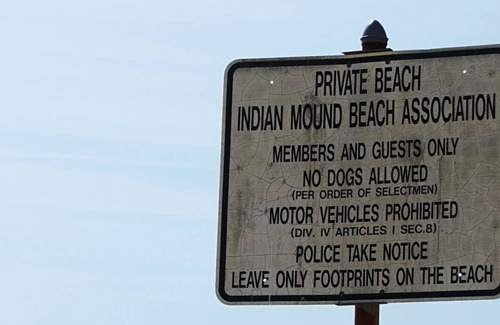 PRIVATE BEACH
INDIAN MOUND BEACH ASSOCIATION
MEMBERS AND GUESTS ONLY
NO DOGS ALLOWED
(PER ORDER OF SELECTMEN)
MOTOR VEHICLES PROHIBITED
(DIV. IV ARTICLES I SEC.8)
POLICE TAKE NOTICE
LEAVE ONLY FOOTPRINTS ON THE BEACH